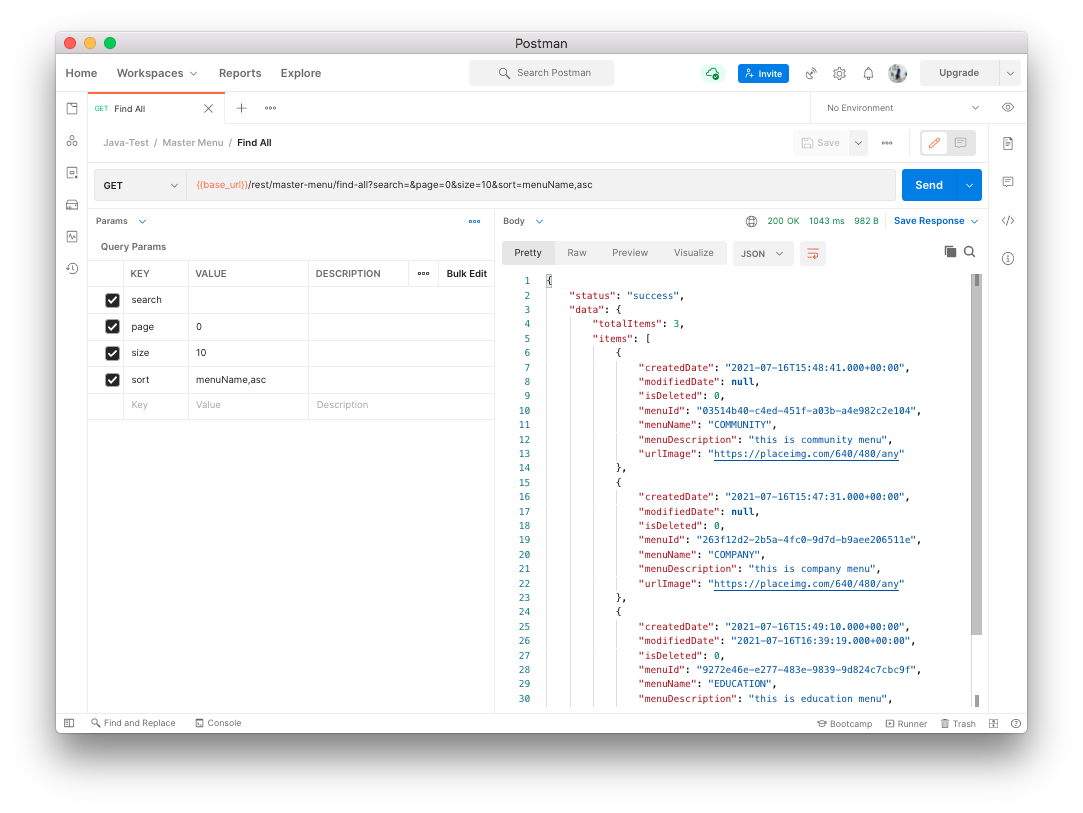 Postman
Home Workspaces Reports Explore Search Postman Invite Upgrade
GET Find All No Environment
Java-Test / Master Menu / Find All Save
GET {{base_url}}/rest/master-menu/find-all?search=&page=0&size=10&sort=menuName,asc Send
Params
Query Params
KEY VALUE DESCRIPTION Bulk Edit
search
page 0
size 10
sort menuName,asc
Key Value Description
Body 200 OK 1043 ms 982 B Save Response
Pretty Raw Preview Visualize JSON
1 {
2 "status": "success",
3 "data": {
4 "totalItems": 3,
5 "items": [
6 {
7 "createdDate": "2021-07-16T15:48:41.000+00:00",
8 "modifiedDate": null,
9 "isDeleted": 0,
10 "menuId": "03514b40-c4ed-451f-a03b-a4e982c2e104",
11 "menuName": "COMMUNITY",
12 "menuDescription": "this is community menu",
13 "urlImage": "https://placeimg.com/640/480/any"
14 },
15 {
16 "createdDate": "2021-07-16T15:47:31.000+00:00",
17 "modifiedDate": null,
18 "isDeleted": 0,
19 "menuId": "263f12d2-2b5a-4fc0-9d7d-b9aee206511e",
20 "menuName": "COMPANY",
21 "menuDescription": "this is company menu",
22 "urlImage": "https://placeimg.com/640/480/any"
23 },
24 {
25 "createdDate": "2021-07-16T15:49:10.000+00:00",
26 "modifiedDate": "2021-07-16T16:39:19.000+00:00",
27 "isDeleted": 0,
28 "menuId": "9272e46e-e277-483e-9839-9d824c7cbc9f",
29 "menuName": "EDUCATION",
30 "menuDescription": "this is education menu",
Find and Replace Console Bootcamp Runner Trash